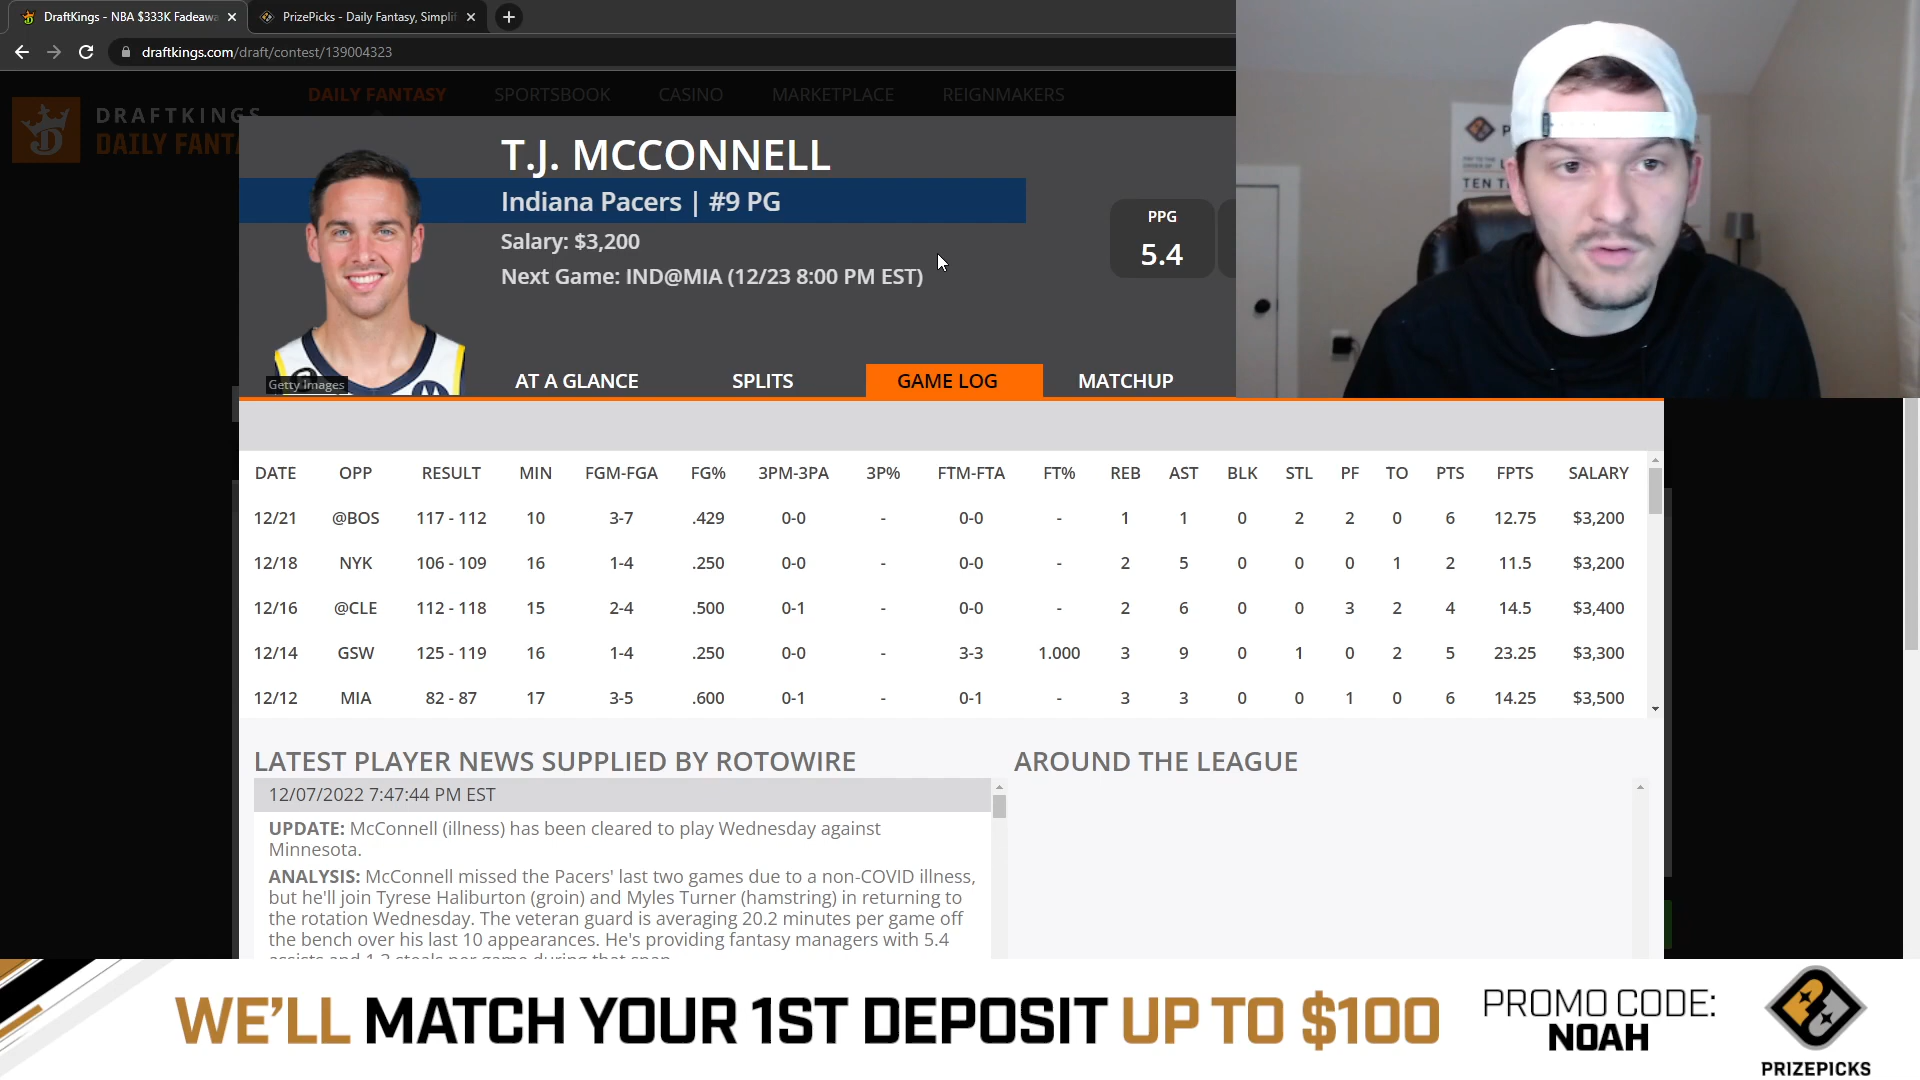 DraftKings - NBA $333K Fadeawa
PrizePicks - Daily Fantasy, Simplif
draftkings.com/draft/contest/139004323
DRAFTKINGS
DAILY FANTA
DAILY FANTASY SPORTSBOOK CASINO MARKETPLACE REIGNMAKERS
T.J. MCCONNELL
Indiana Pacers | #9 PG
Salary: $3,200
Next Game: IND@MIA (12/23 8:00 PM EST)
PPG
5.4
Getty Images
AT A GLANCE SPLITS GAME LOG MATCHUP
TEN T
DATE OPP RESULT MIN FGM-FGA FG% 3PM-3PA 3P% FTM-FTA FT% REB AST BLK STL PF TO PTS FPTS SALARY
12/21 @BOS 117 - 112 10 3-7 .429 0-0 - 0-0 - 1 1 0 2 2 0 6 12.75 $3,200
12/18 NYK 106 - 109 16 1-4 .250 0-0 - 0-0 - 2 5 0 0 0 1 2 11.5 $3,200
12/16 @CLE 112 - 118 15 2-4 .500 0-1 - 0-0 - 2 6 0 0 3 2 4 14.5 $3,400
12/14 GSW 125 - 119 16 1-4 .250 0-0 - 3-3 1.000 3 9 0 1 0 2 5 23.25 $3,300
12/12 MIA 82 - 87 17 3-5 .600 0-1 - 0-1 - 3 3 0 0 1 0 6 14.25 $3,500
LATEST PLAYER NEWS SUPPLIED BY ROTOWIRE
AROUND THE LEAGUE
12/07/2022 7:47:44 PM EST
UPDATE: McConnell (illness) has been cleared to play Wednesday against
Minnesota.
ANALYSIS: McConnell missed the Pacers' last two games due to a non-COVID illness,
but he'll join Tyrese Haliburton (groin) and Myles Turner (hamstring) in returning to
the rotation Wednesday. The veteran guard is averaging 20.2 minutes per game off
the bench over his last 10 appearances. He's providing fantasy managers with 5.4
assists and 1.3 steals per game during that span.
WE'LL MATCH YOUR 1ST DEPOSIT UP TO $100
PROMO CODE:
NOAH
PRIZEPICKS